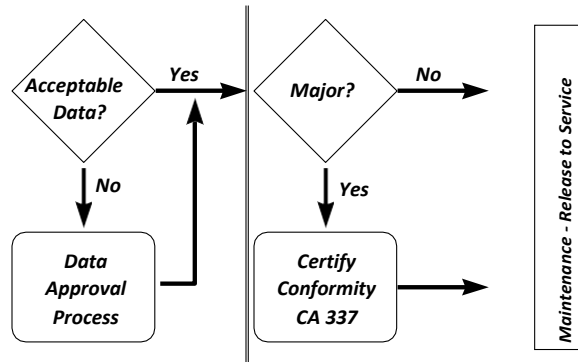 Acceptable
Data?
Yes
No
Data
Approval
Process
Major?
No
Yes
Certify
Conformity
CA 337
Maintenance - Release to Service